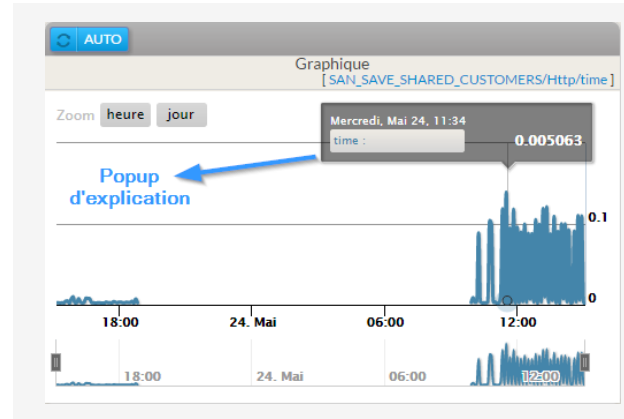 AUTO
Graphique
[ SAN_SAVE_SHARED_CUSTOMERS/Http/time ]
Zoom heure jour
Mercredi, Mai 24, 11:34
time : 0.005063
Popup
d'explication
0.1
0
18:00 24. Mai 06:00 12:00
18:00 24. Mai 06:00 12:00